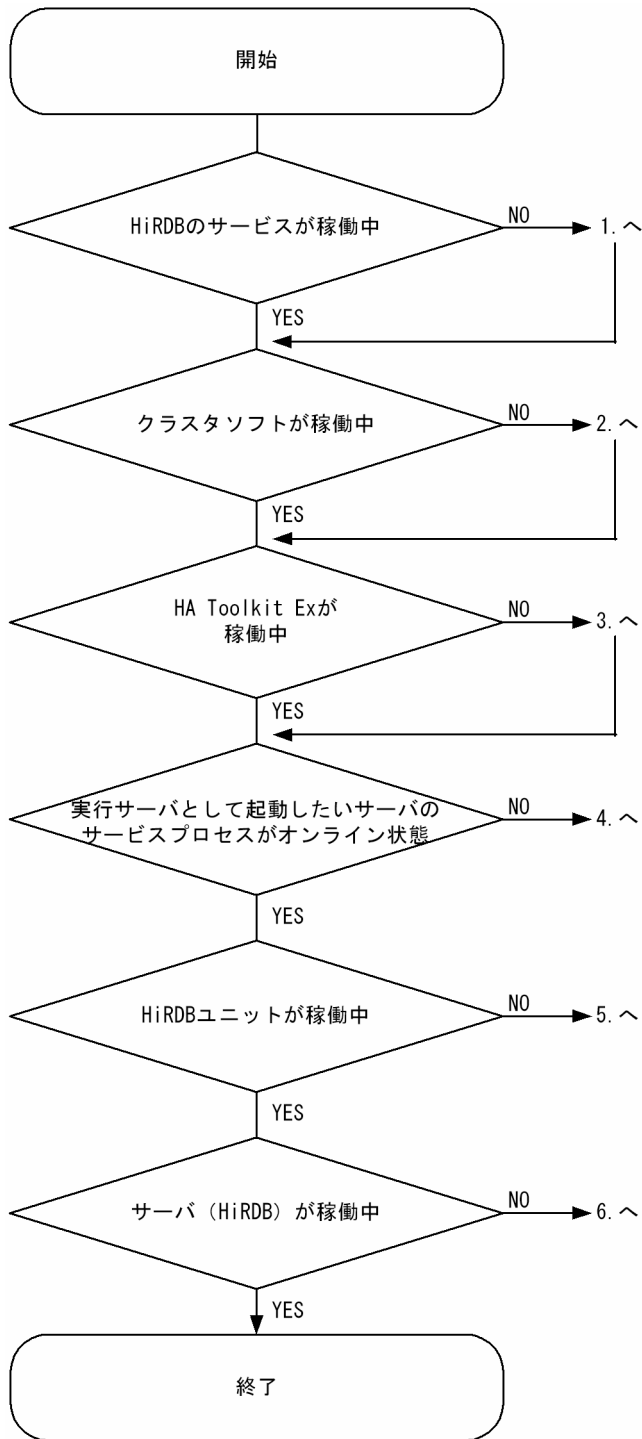 開始
HiRDBのサービスが稼働中
NO
1.へ
YES
クラスタソフトが稼働中
NO
2.へ
YES
HA Toolkit Exが
稼働中
NO
3.へ
YES
実行サーバとして起動したいサーバの
サービスプロセスがオンライン状態
NO
4.へ
YES
HiRDBユニットが稼働中
NO
5.へ
YES
サーバ（HiRDB）が稼働中
NO
6.へ
YES
終了